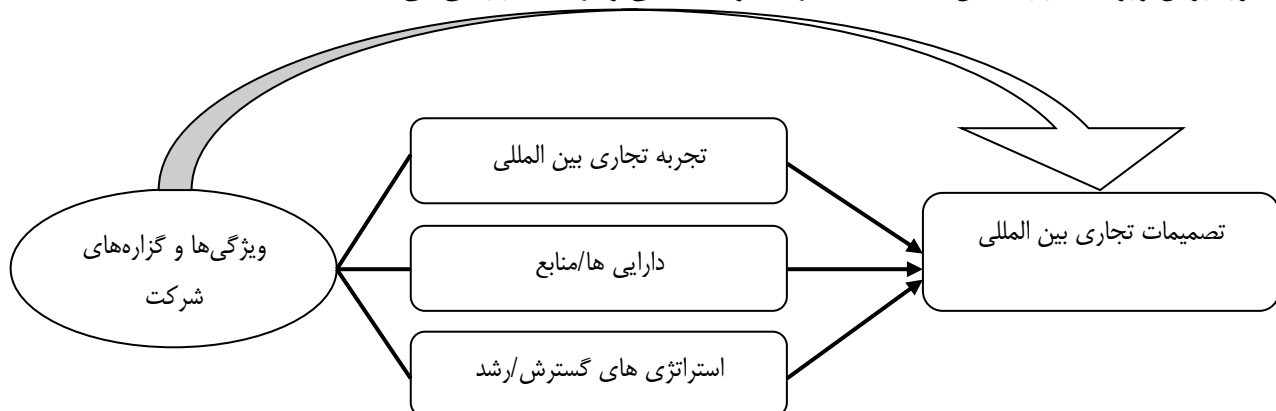 تجربه تجاری بین المللی
ویژگی‌ها و گزاره‌های
شرکت
دارایی ها/منابع
تصمیمات تجاری بین المللی
استراتژی های گسترش/رشد